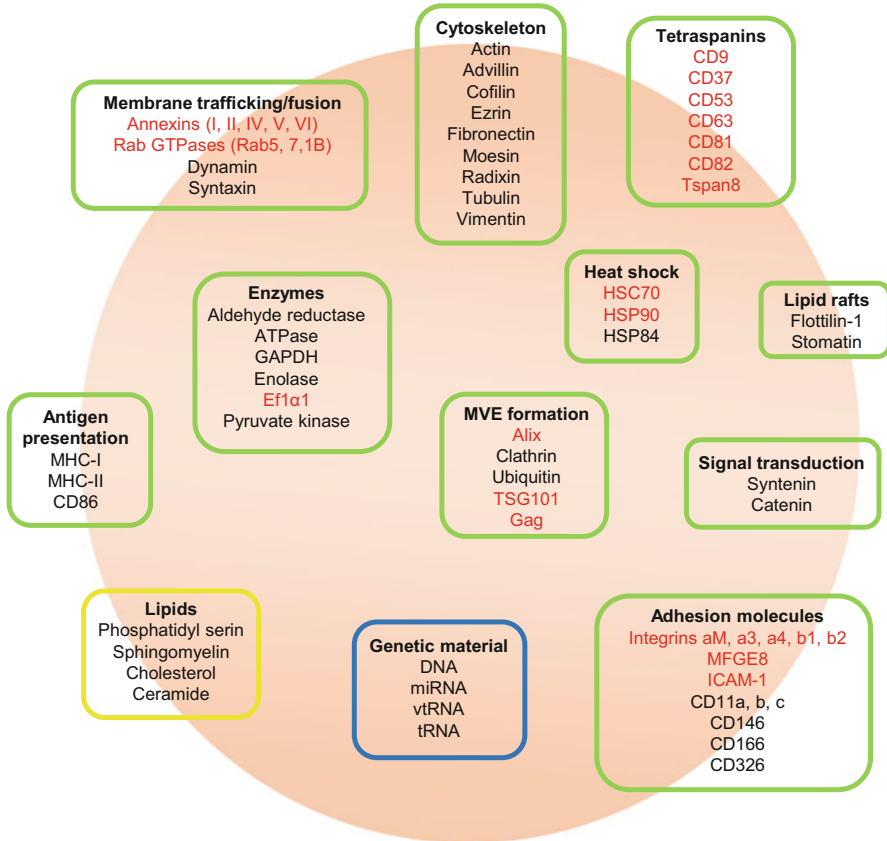 Cytoskeleton
Actin
Advillin
Cofilin
Ezrin
Fibronectin
Moesin
Radixin
Tubulin
Vimentin
Tetraspanins
CD9
CD37
CD53
CD63
CD81
CD82
Tspan8
Membrane trafficking/fusion
Annexins (I, II, IV, V, VI)
Rab GTPases (Rab5, 7,1B)
Dynamin
Syntaxin
Heat shock
HSC70
HSP90
HSP84
Lipid rafts
Flottilin-1
Stomatin
Enzymes
Aldehyde reductase
ATPase
GAPDH
Enolase
Ef1α1
Pyruvate kinase
Antigen
presentation
MHC-I
MHC-II
CD86
MVE formation
Alix
Clathrin
Ubiquitin
TSG101
Gag
Signal transduction
Syntenin
Catenin
Lipids
Phosphatidyl serin
Sphingomyelin
Cholesterol
Ceramide
Genetic material
DNA
miRNA
vtRNA
tRNA
Adhesion molecules
Integrins aM, a3, a4, b1, b2
MFGE8
ICAM-1
CD11a, b, c
CD146
CD166
CD326